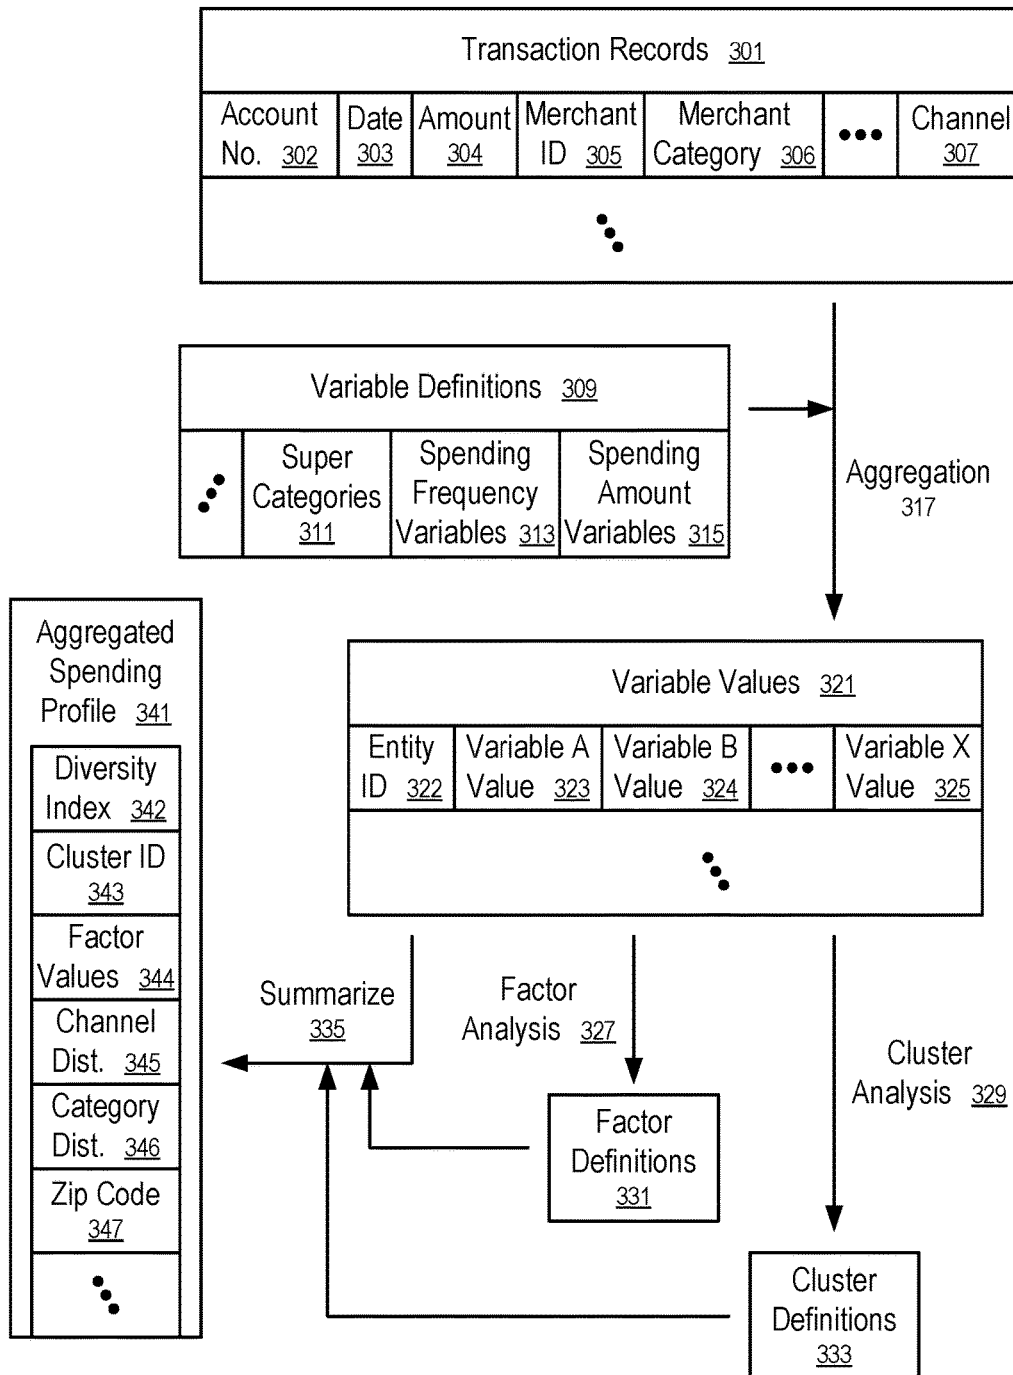 Transaction Records 301
Account
No. 302
Date
303
Amount
304
Merchant
ID 305
Merchant
Category 306
•••
Channel
307
Variable Definitions 309
Super
Categories
311
Spending
Frequency
Variables 313
Spending
Amount
Variables 315
Aggregation
317
Aggregated
Spending
Profile 341
Diversity
Index 342
Cluster ID
343
Factor
Values 344
Channel
Dist. 345
Category
Dist. 346
Zip Code
347
Variable Values 321
Entity
ID 322
Variable A
Value 323
Variable B
Value 324
•••
Variable X
Value 325
Summarize
335
Factor
Analysis 327
Cluster
Analysis 329
Factor
Definitions
331
Cluster
Definitions
333